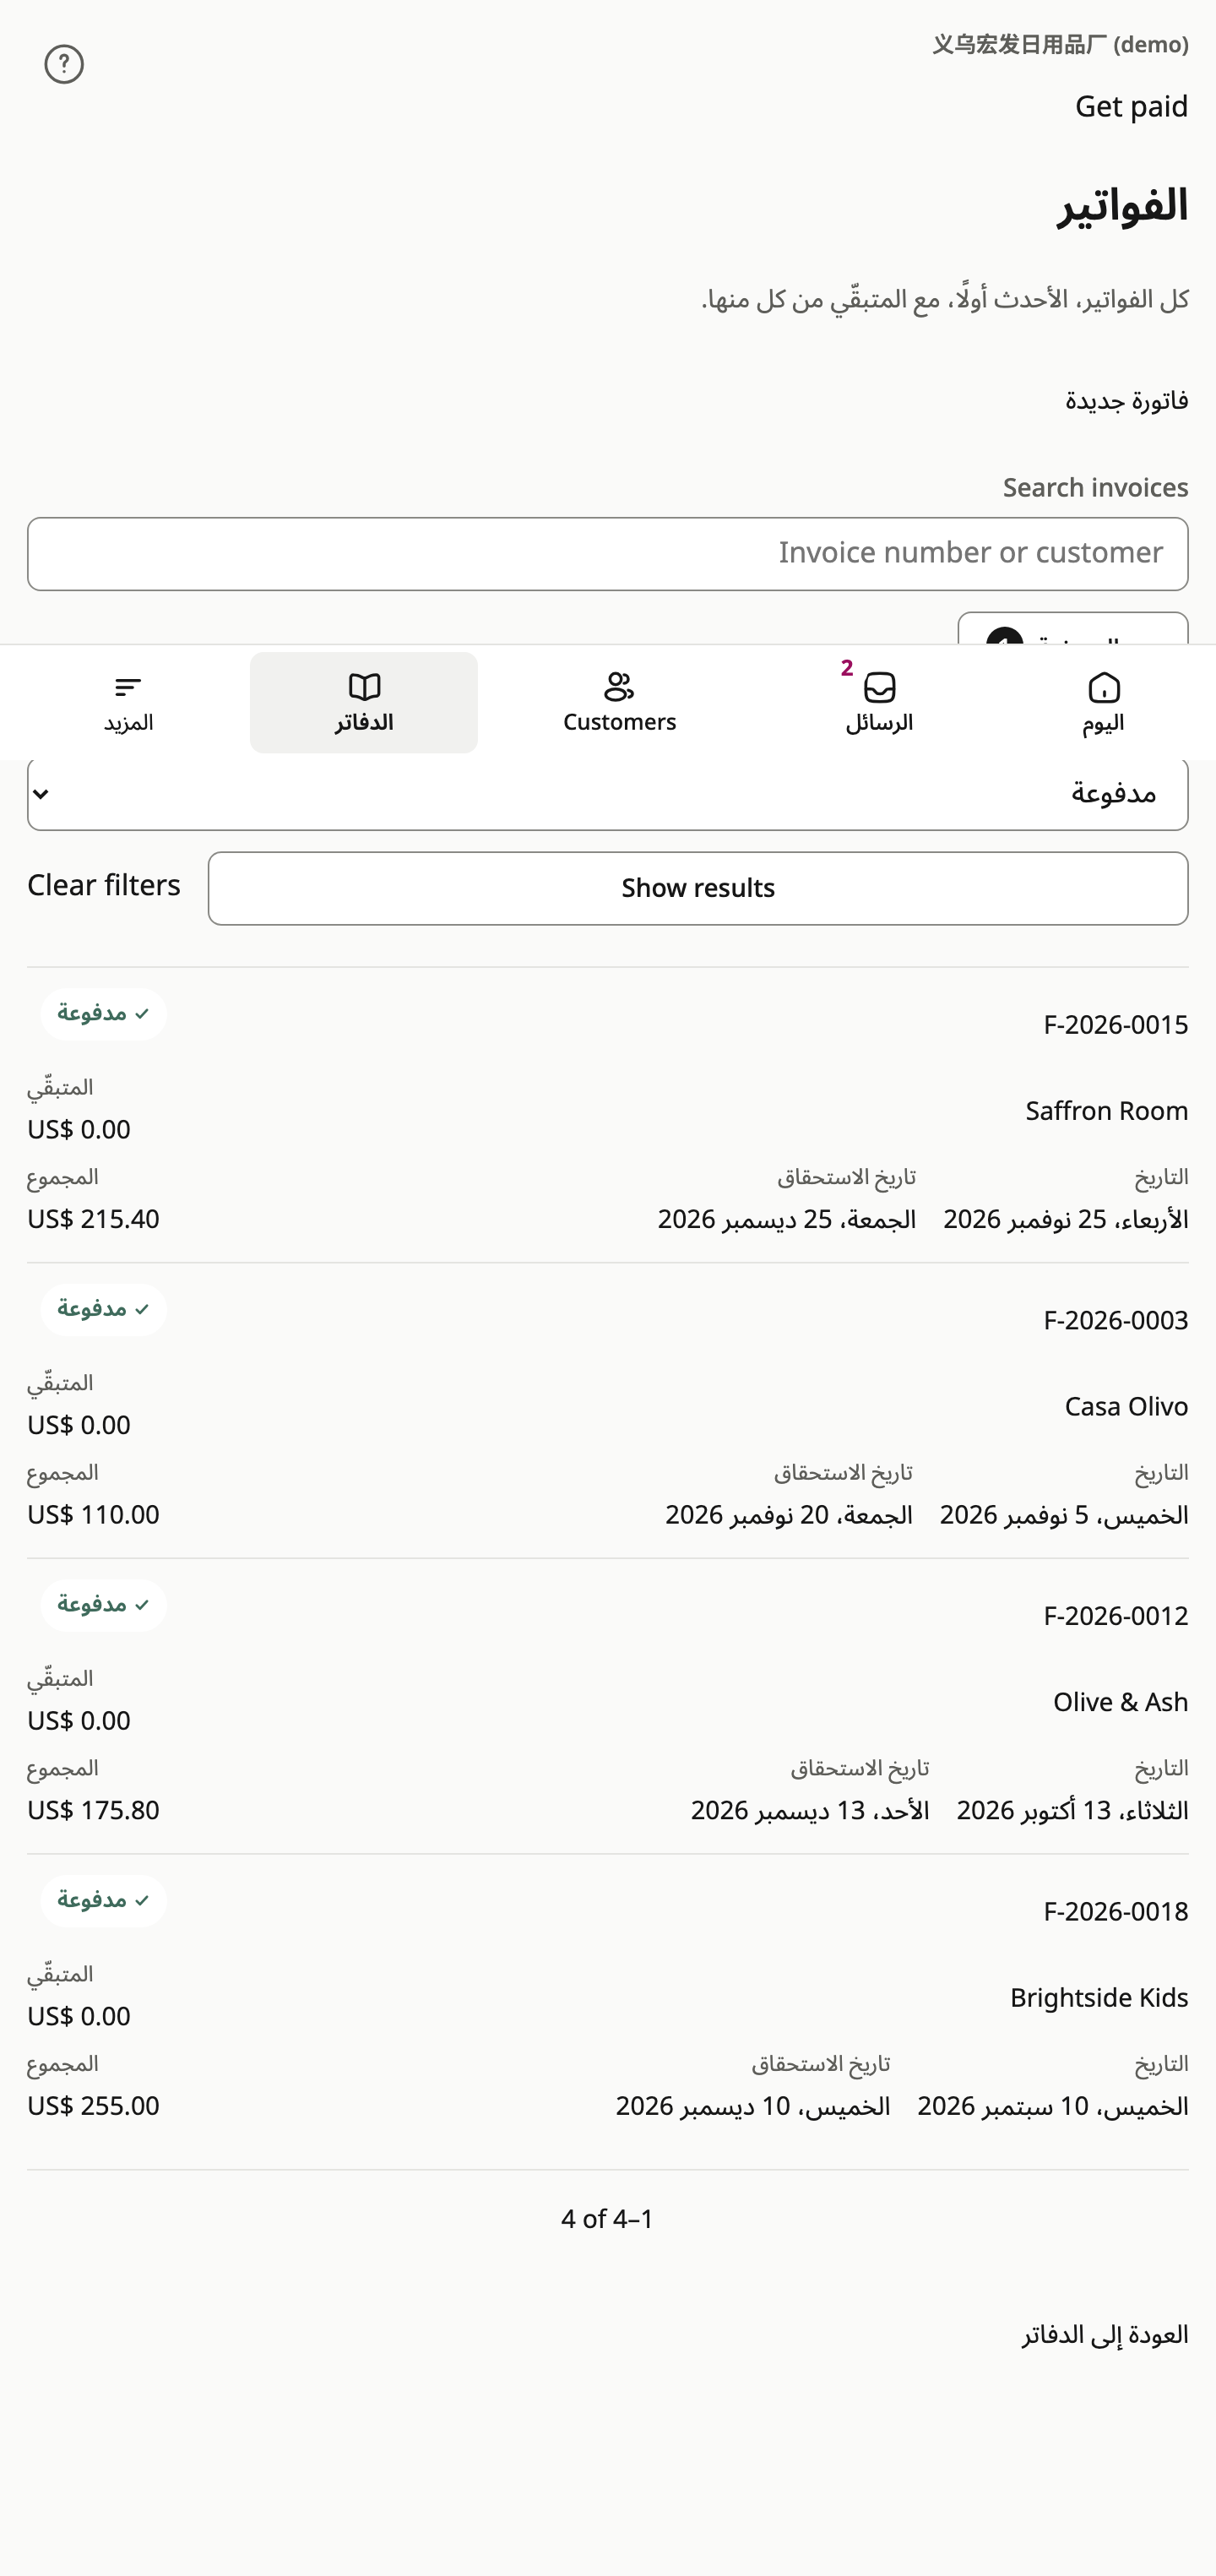 义乌宏发日用品厂 (demo)
Get paid
الفواتير
كل الفواتير، الأحدث أولًا، مع المتبقّي من كل منها.
فاتورة جديدة
Search invoices
Invoice number or customer
اليوم
الرسائل 2
Customers
الدفاتر
المزيد
مدفوعة
Show results
Clear filters
F-2026-0015
مدفوعة
Saffron Room
المتبقّي
US$ 0.00
التاريخ
الأربعاء، 25 نوفمبر 2026
تاريخ الاستحقاق
الجمعة، 25 ديسمبر 2026
المجموع
US$ 215.40
F-2026-0003
مدفوعة
Casa Olivo
المتبقّي
US$ 0.00
التاريخ
الخميس، 5 نوفمبر 2026
تاريخ الاستحقاق
الجمعة، 20 نوفمبر 2026
المجموع
US$ 110.00
F-2026-0012
مدفوعة
Olive & Ash
المتبقّي
US$ 0.00
التاريخ
الثلاثاء، 13 أكتوبر 2026
تاريخ الاستحقاق
الأحد، 13 ديسمبر 2026
المجموع
US$ 175.80
F-2026-0018
مدفوعة
Brightside Kids
المتبقّي
US$ 0.00
التاريخ
الخميس، 10 سبتمبر 2026
تاريخ الاستحقاق
الخميس، 10 ديسمبر 2026
المجموع
US$ 255.00
4 of 4–1
العودة إلى الدفاتر